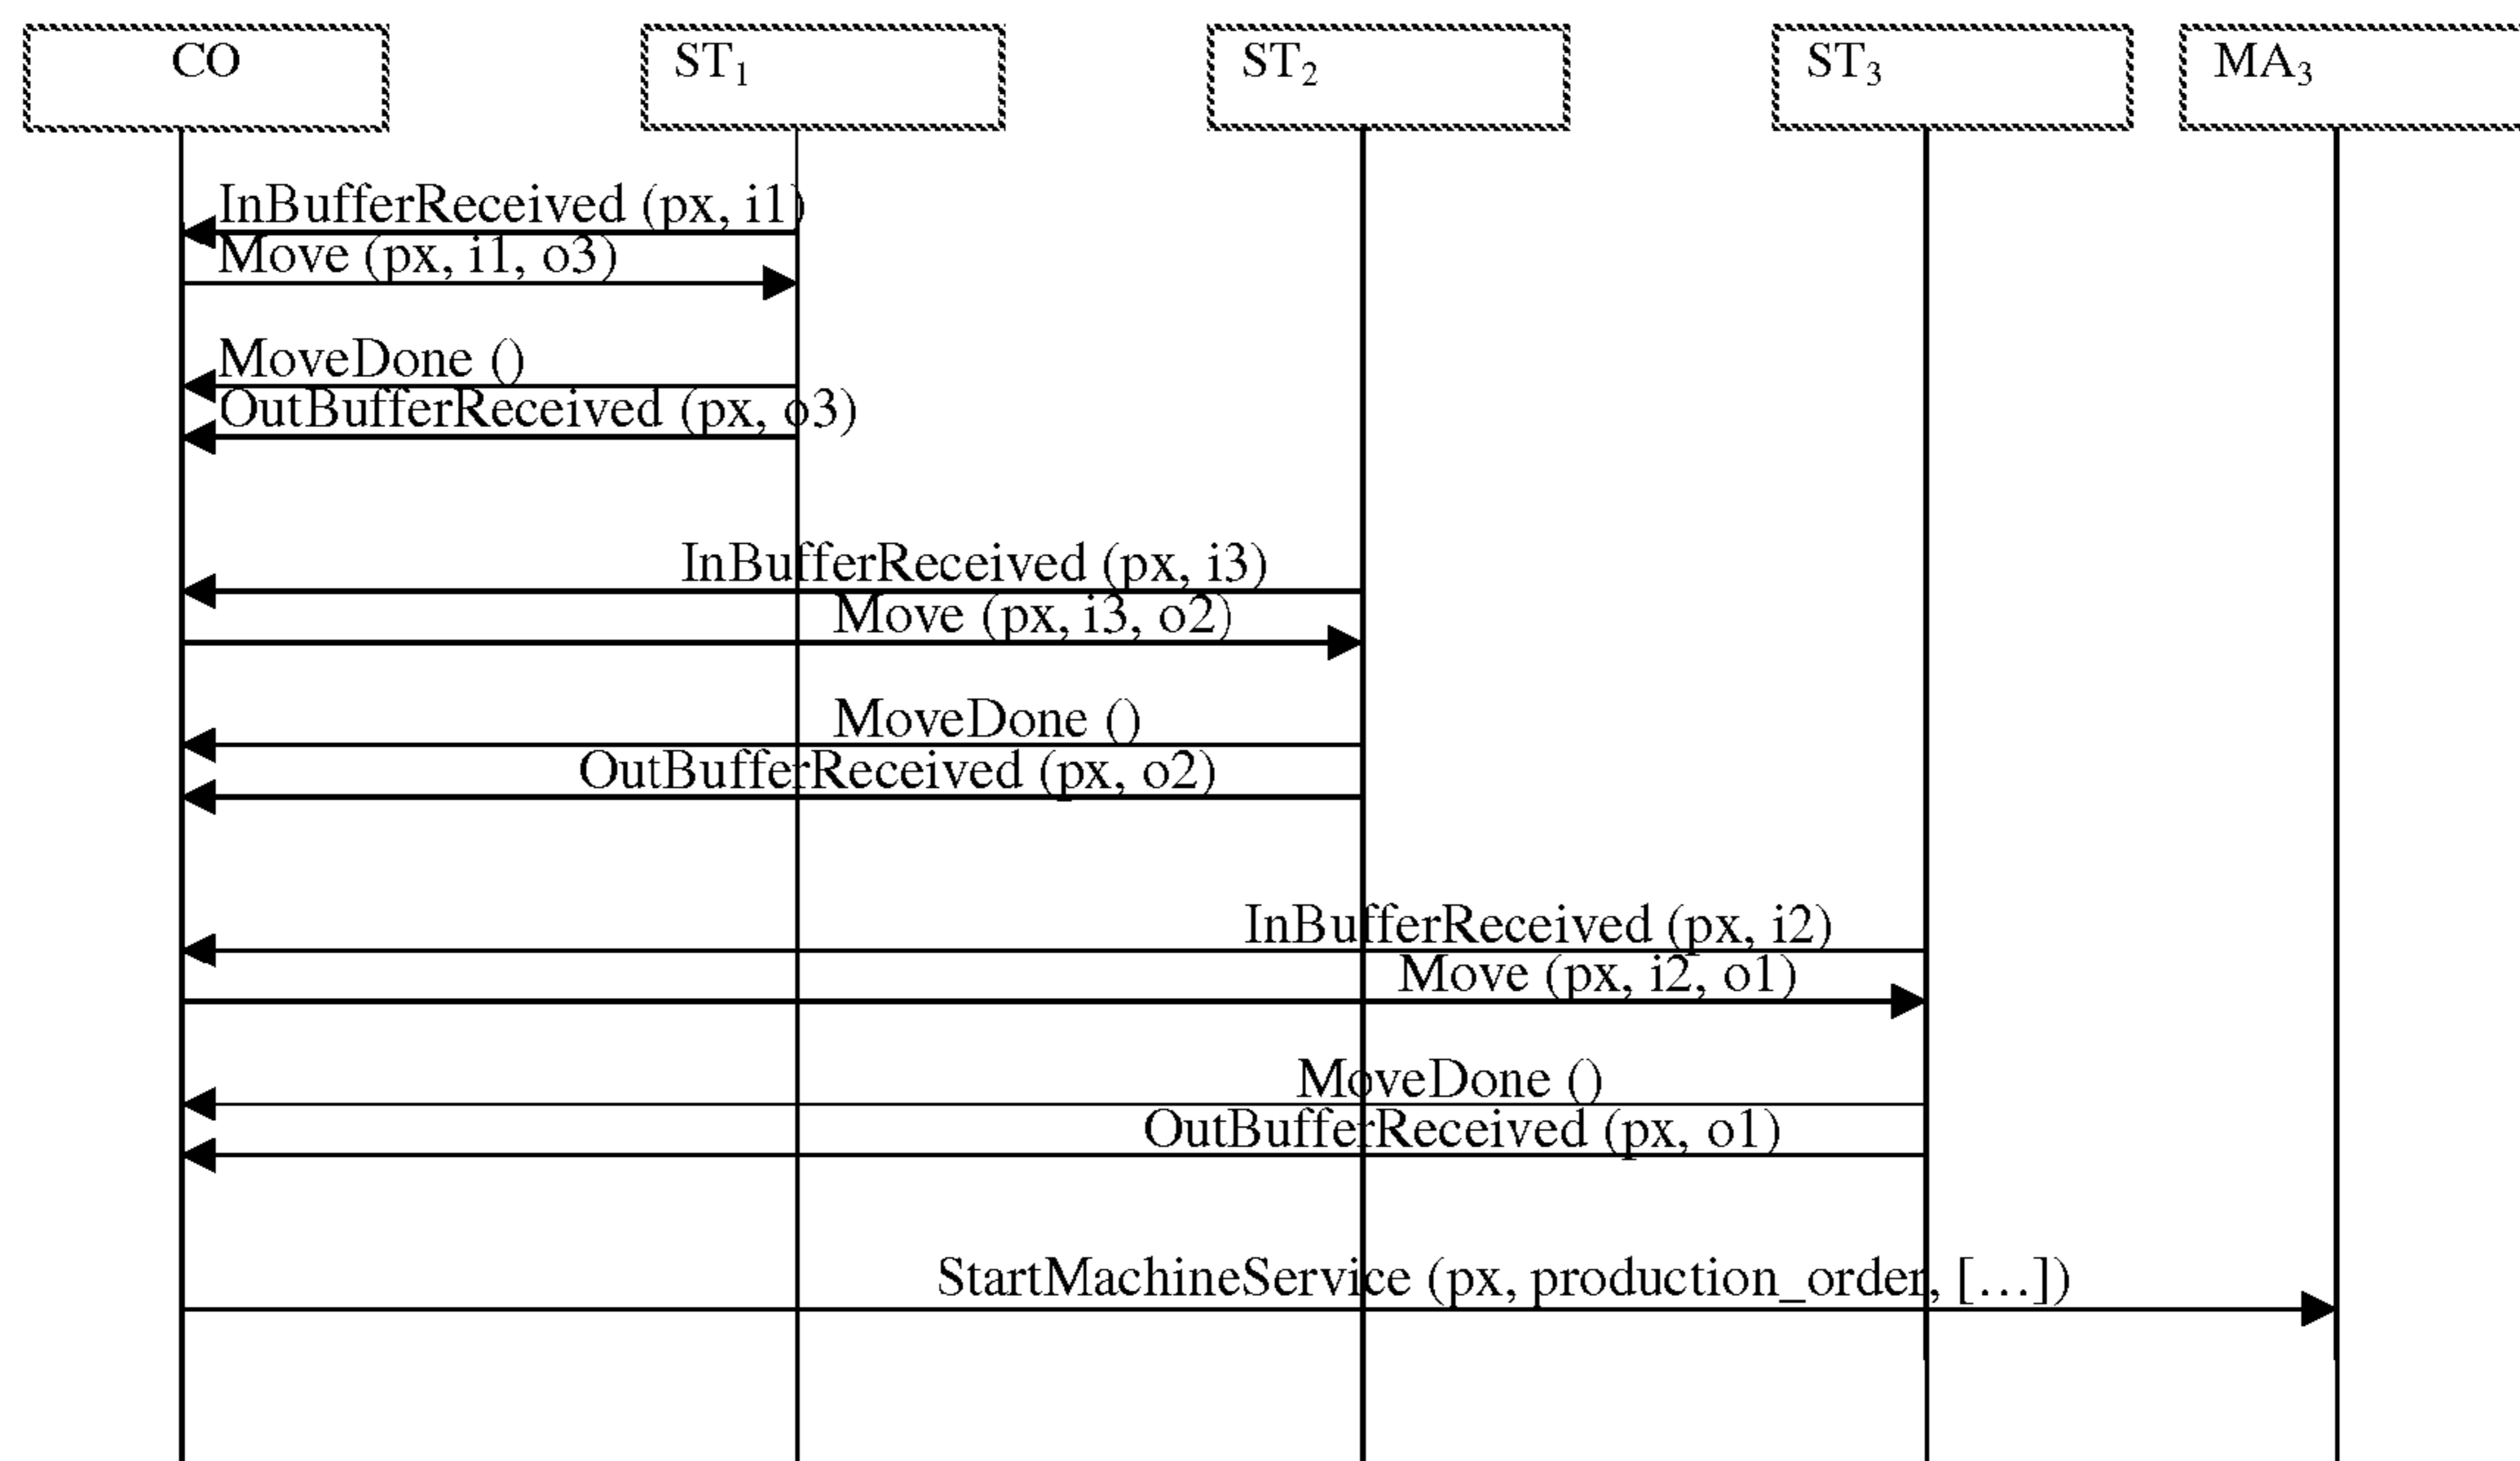 CO
ST₁
ST₂
ST₃
MA₃
InBufferReceived (px, i1)
Move (px, i1, o3)
MoveDone ()
OutBufferReceived (px, o3)
InBufferReceived (px, i3)
Move (px, i3, o2)
MoveDone ()
OutBufferReceived (px, o2)
InBufferReceived (px, i2)
Move (px, i2, o1)
MoveDone ()
OutBufferReceived (px, o1)
StartMachineService (px, production_order, […])